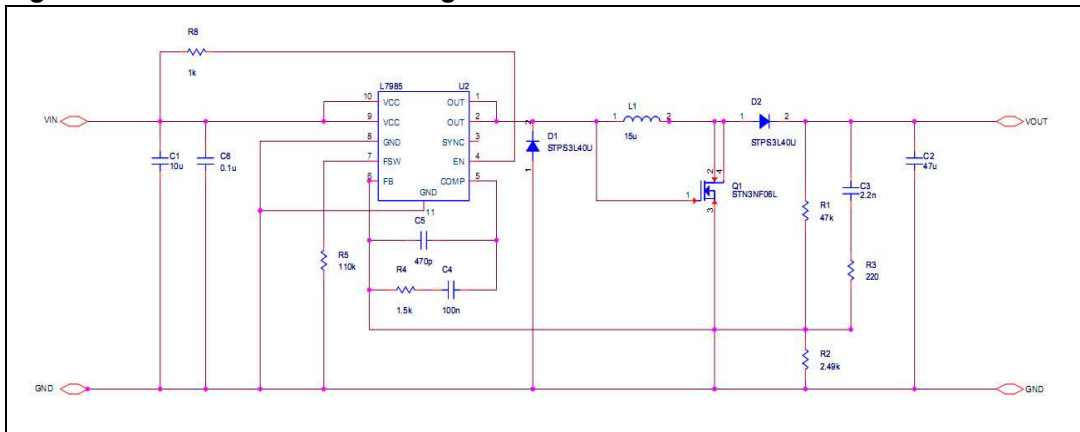 R8
1k
L7985 U2
10 VCC OUT 1
9 VCC OUT 2
8 GND SYNC 3
7 FSW EN 4
6 FB COMP 5
GND
11
VIN
C1
10u
C6
0.1u
R5
110k
C5
470p
R4
1.5k
C4
100n
2
D1
STPS3L40U
1
1 L1 2
15u
2
4
1
Q1
STN3NF06L
3
D2
1 2
STPS3L40U
VOUT
C2
47u
C3
2.2n
R1
47k
R3
220
R2
2.49k
GND
GND